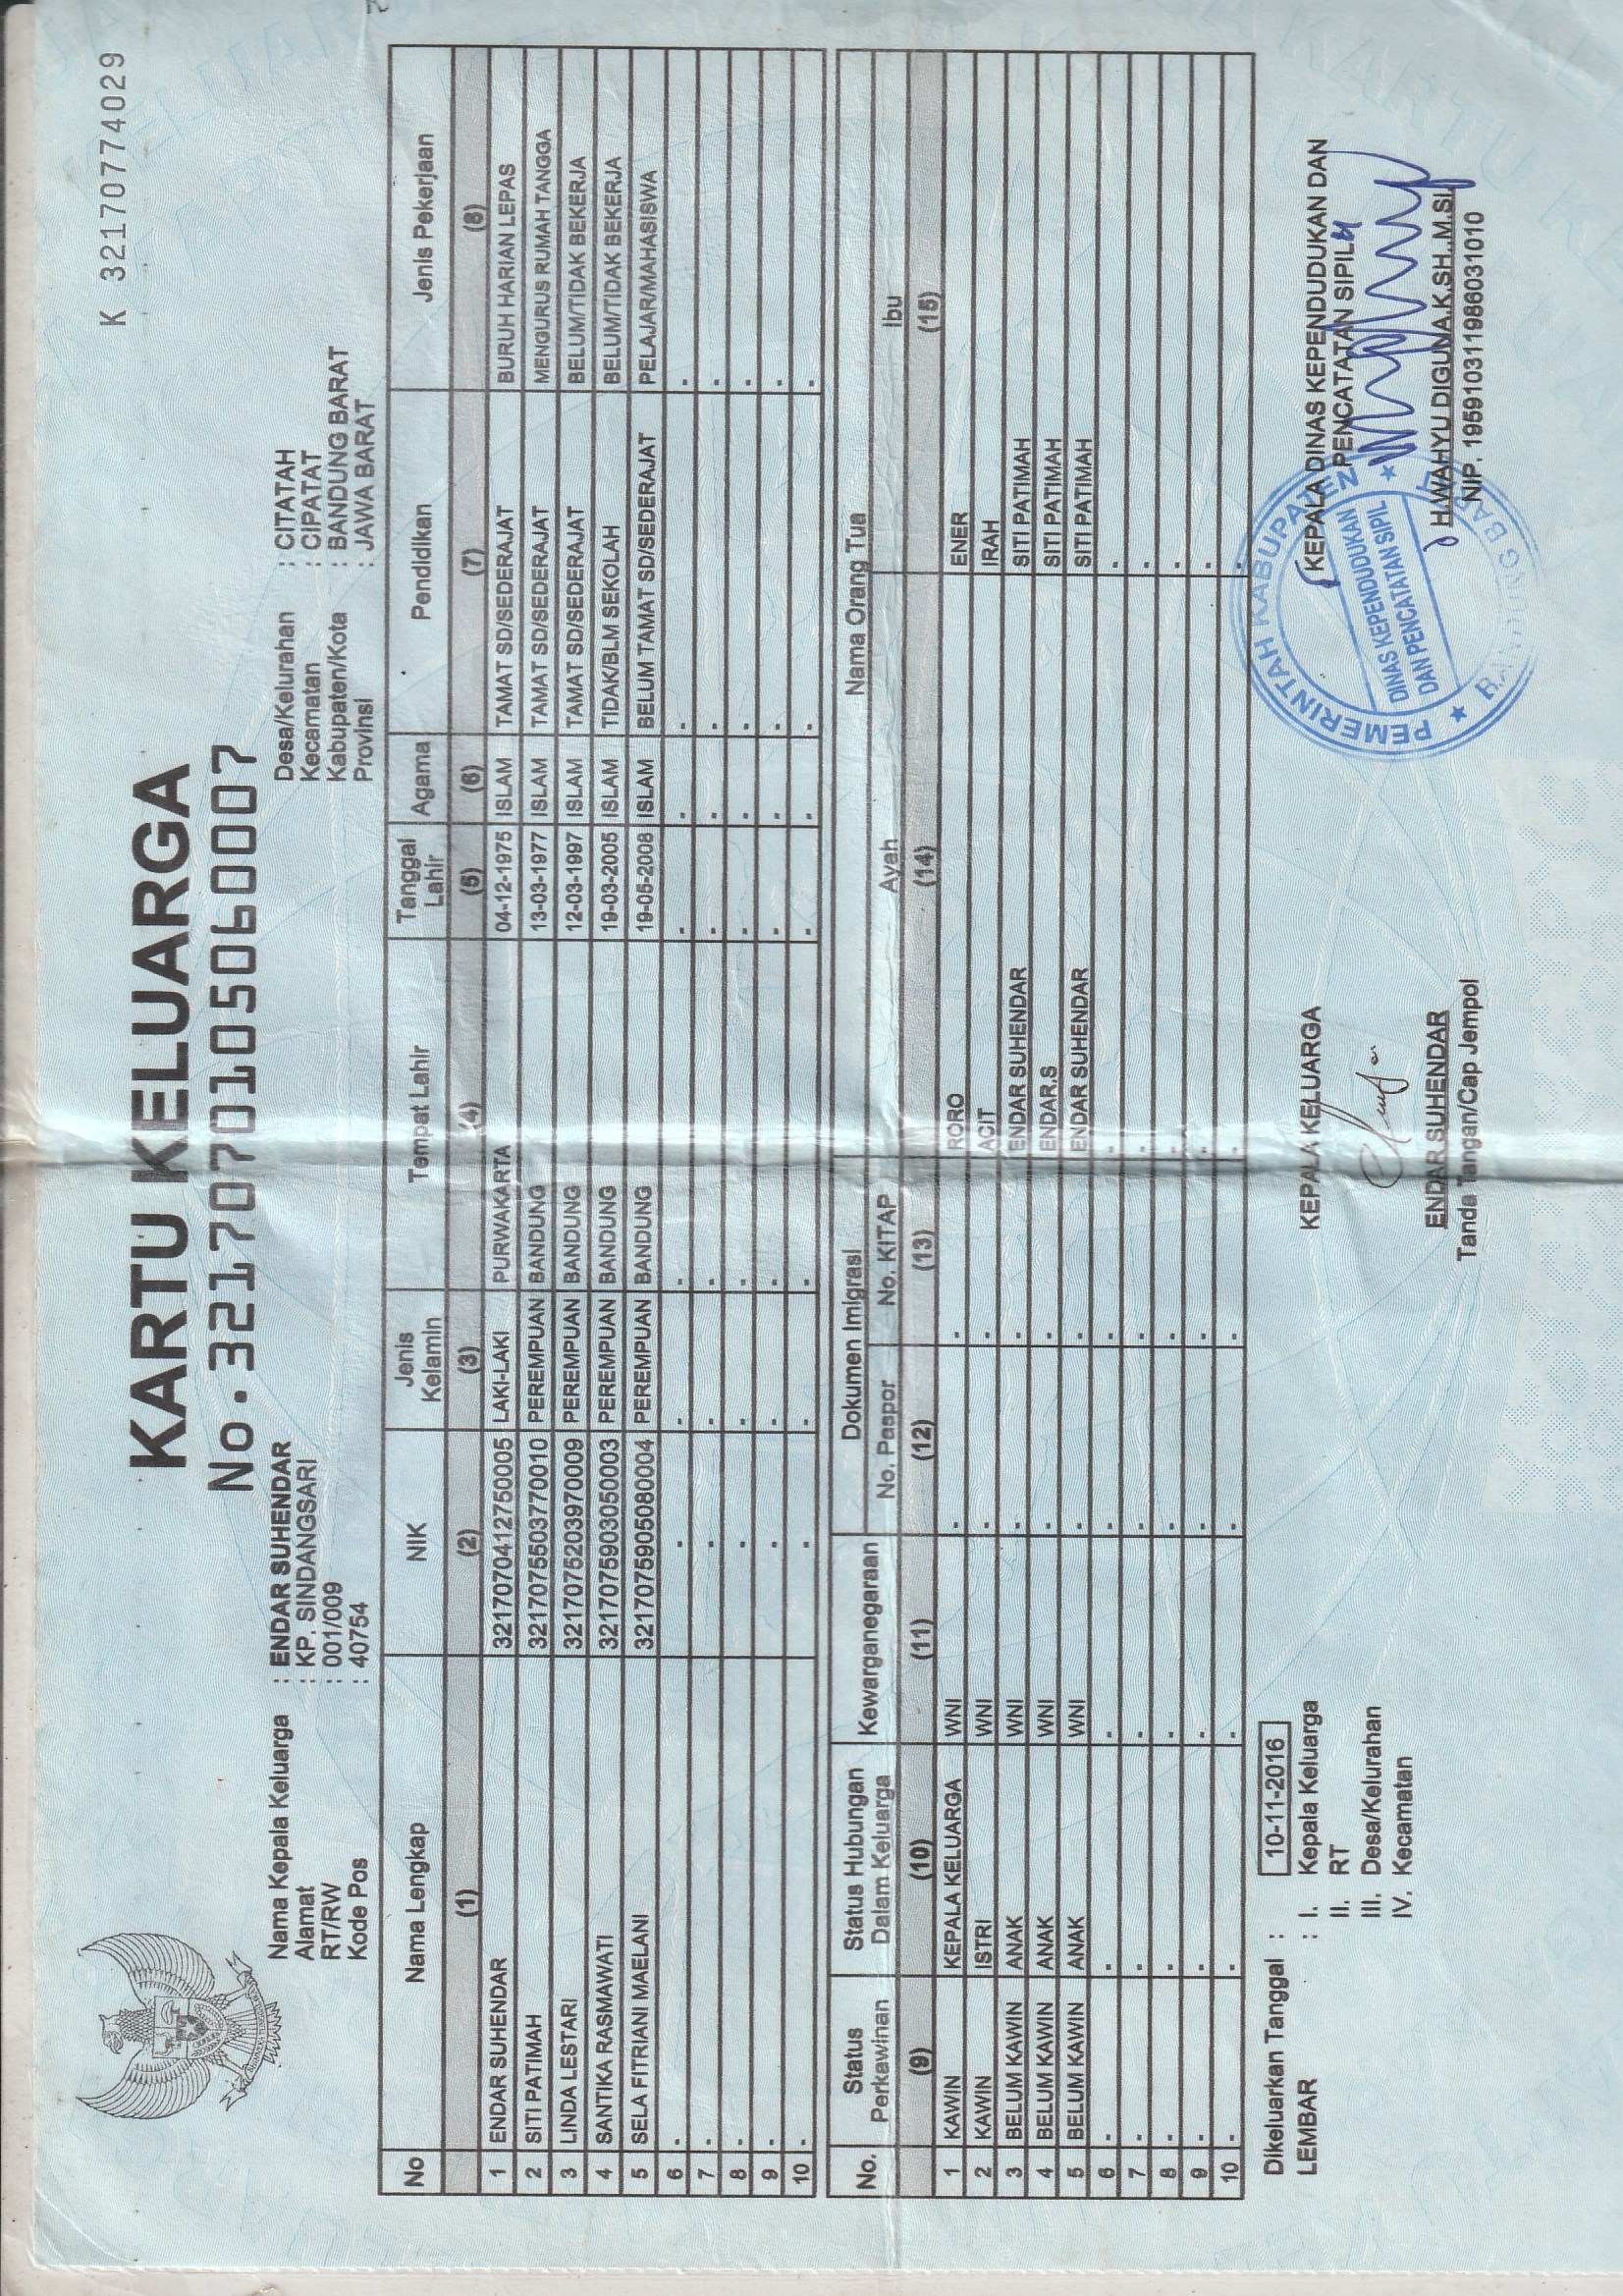 K 3217077774029
KARTU KELUARGA
No. 3217070105060007
Nama Kepala Keluarga : ENDAR SUHENDAR
Alamat : KP. SINDANGSARI
RT/RW : 001/009
Kode Pos : 40754
Desa/Kelurahan : CITATAH
Kecamatan : CIPATAT
Kabupaten/Kota : BANDUNG BARAT
Provinsi : JAWA BARAT
No Nama Lengkap NIK Jenis Kelamin Tempat Lahir Tanggal Lahir Agama Pendidikan Jenis Pekerjaan
(1) (2) (3) (4) (5) (6) (7) (8)
1 ENDAR SUHENDAR 3217070412750005 LAKI-LAKI PURWAKARTA 04-12-1975 ISLAM TAMAT SD/SEDERAJAT BURUH HARIAN LEPAS
2 SITI PATIMAH 3217075503770010 PEREMPUAN BANDUNG 13-03-1977 ISLAM TAMAT SD/SEDERAJAT MENGURUS RUMAH TANGGA
3 LINDA LESTARI 3217075203970009 PEREMPUAN BANDUNG 12-03-1997 ISLAM TAMAT SD/SEDERAJAT BELUM/TIDAK BEKERJA
4 SANTIKA RASMAWATI 3217075903050003 PEREMPUAN BANDUNG 19-03-2005 ISLAM TIDAK/BLM SEKOLAH BELUM/TIDAK BEKERJA
5 SELA FITRIANI MAELANI 3217075905080004 PEREMPUAN BANDUNG 19-05-2008 ISLAM BELUM TAMAT SD/SEDERAJAT PELAJAR/MAHASISWA
6 - - - - - - - -
7 - - - - - - - -
8 - - - - - - - -
9 - - - - - - - -
10 - - - - - - - -
No. Status Perkawinan Status Hubungan Dalam Keluarga Kewarganegaraan Dokumen Imigrasi Nama Orang Tua
No. Paspor No. KITAP Ayah Ibu
(9) (10) (11) (12) (13) (14) (15)
1 KAWIN KEPALA KELUARGA WNI - - RORO ENER
2 KAWIN ISTRI WNI - - ACIT IRAH
3 BELUM KAWIN ANAK WNI - - ENDAR SUHENDAR SITI PATIMAH
4 BELUM KAWIN ANAK WNI - - ENDAR,S SITI PATIMAH
5 BELUM KAWIN ANAK WNI - - ENDAR SUHENDAR SITI PATIMAH
6 - - - - - - -
7 - - - - - - -
8 - - - - - - -
9 - - - - - - -
10 - - - - - - -
Dikeluarkan Tanggal : 10-11-2016
LEMBAR : I. Kepala Keluarga
II. RT
III. Desa/Kelurahan
IV. Kecamatan
KEPALA KELUARGA
ENDAR SUHENDAR
Tanda Tangan/Cap Jempol
KEPALA DINAS KEPENDUDUKAN DAN
PENCATATAN SIPIL
H.WAHYU DIGUNA.K.SH.,M.SI.
NIP. 195910311986031010
PEMERINTAH KABUPATEN
DINAS KEPENDUDUKAN
DAN PENCATATAN SIPIL
BANDUNG BARAT